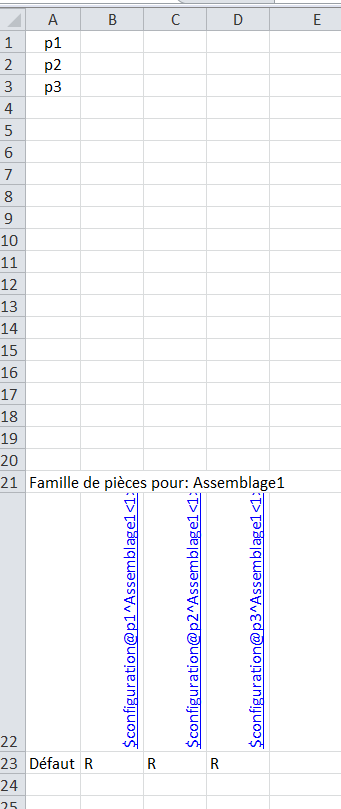 A B C D E
1 p1
2 p2
3 p3
4
5
6
7
8
9
10
11
12
13
14
15
16
17
18
19
20
21 Famille de pièces pour: Assemblage1
22 $configuration@p1^Assemblage1<1> $configuration@p2^Assemblage1<1> $configuration@p3^Assemblage1<1>
23 Défaut R R R
24
25